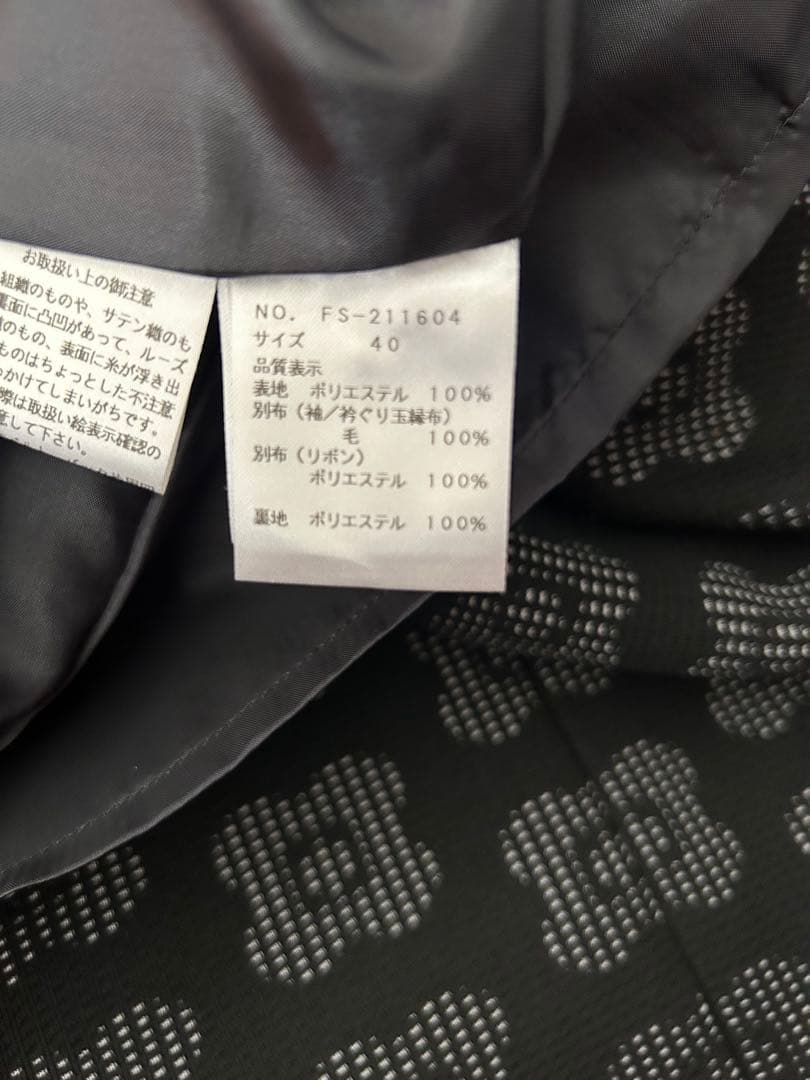 お取扱い上の御注意
組織のものや、サテン織のも
裏面に凸凹があって、ルーズ
のもの、表面に糸が浮き出
ものはちょっとした不注意
っかけてしまいがちです。
際は取扱い絵表示確認の
意して下さい。
NO. FS-211604
サイズ 40
品質表示
表地 ポリエステル 100%
別布(袖/衿ぐり玉縁布)
毛 100%
別布(リボン)
ポリエステル 100%
裏地 ポリエステル 100%